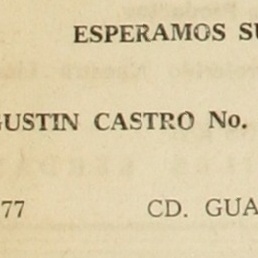 ESPERAMOS SU
GUSTIN CASTRO No.
77 CD. GUA